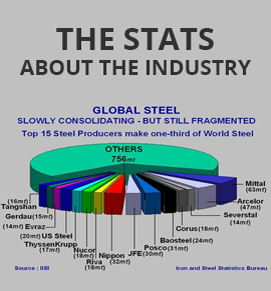 THE STATS
ABOUT THE INDUSTRY
GLOBAL STEEL
SLOWLY CONSOLIDATING - BUT STILL FRAGMENTED
Top 15 Steel Producers make one-third of World Steel
OTHERS
756mt
Mittal
(63mt)
Arcelor
(47mt)
Severstal
(14mt)
Corus(18mt)
Baosteel(24mt)
Posco
(31mt)
JFE(30mt)
Nippon
(32mt)
Riva
(18mt)
Nucor
(18mt)
ThyssenKrupp
(17mt)
US Steel
(20mt)
Evraz
(14mt)
Gerdau(15mt)
Tangshan
(16mt)
Source : IISI
Iron and Steel Statistics Bureau